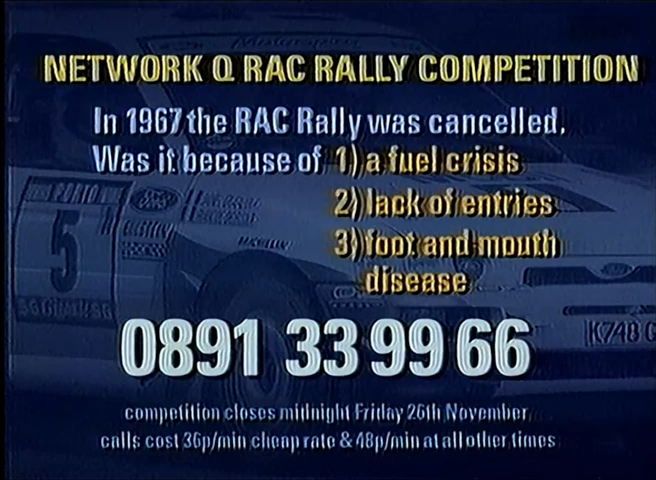 NETWORK Q RAC RALLY COMPETITION
In 1967 the RAC Rally was cancelled.
Was it because of 1) a fuel crisis
2) lack of entries
3) foot and mouth
disease
5
0891 33 99 66
K748
competition closes midnight Friday 26th November
calls cost 36p/min cheap rate & 48p/min at all other times